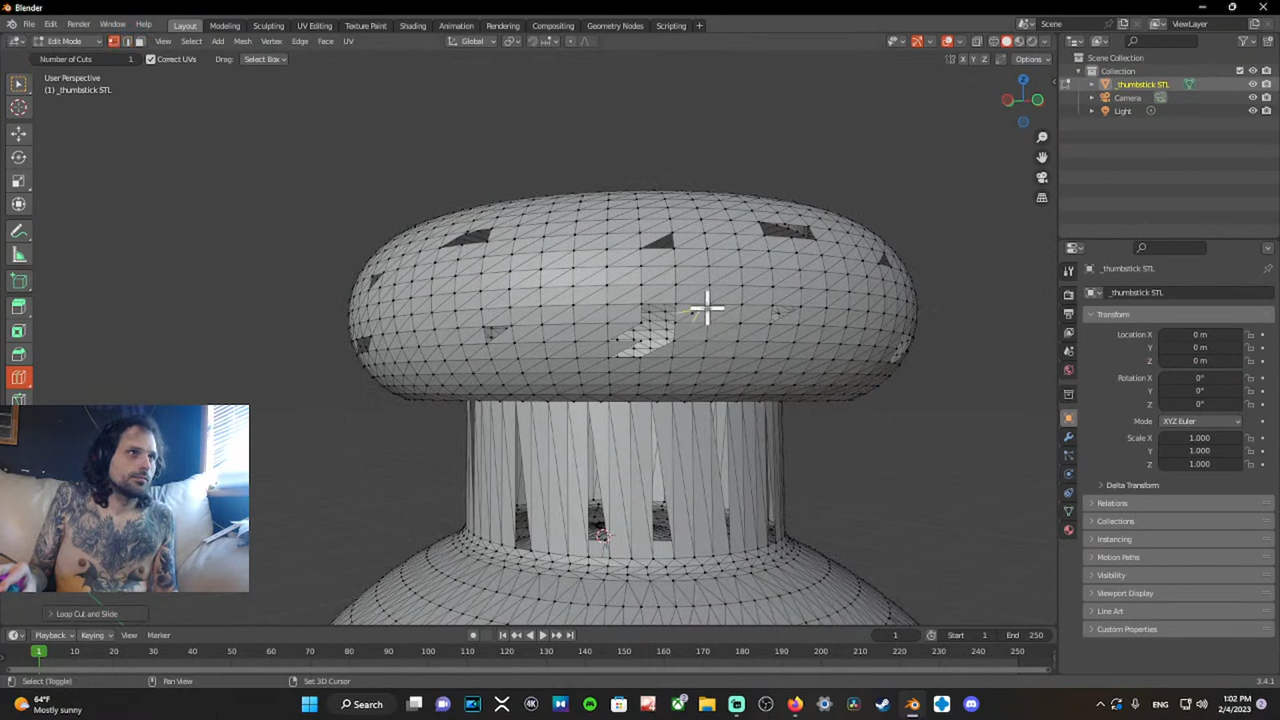 Blender
File Edit Render Window Help Layout Modeling Sculpting UV Editing Texture Paint Shading Animation Rendering Compositing Geometry Nodes Scripting + Scene ViewLayer
Edit Mode View Select Add Mesh Vertex Edge Face UV Global X Y Z Options
Number of Cuts 1 Correct UVs Drag: Select Box
User Perspective
(1) _thumbstick STL
Z
Scene Collection
Collection
_thumbstick STL
Camera
Light
_thumbstick STL
_thumbstick STL
Transform
Location X 0 m
Y 0 m
Z 0 m
Rotation X 0°
Y 0°
Z 0°
Mode XYZ Euler
Scale X 1.000
Y 1.000
Z 1.000
Delta Transform
Relations
Collections
Instancing
Motion Paths
Visibility
Viewport Display
Line Art
Custom Properties
Loop Cut and Slide
Playback Keying View Marker 1 Start 1 End 250
1 10 20 30 40 50 60 70 80 90 100 110 120 130 140 150 160 170 180 190 200 210 220 230 240 250
Select (Toggle) Pan View Set 3D Cursor 3.4.1
64°F
Mostly sunny
Search
ENG
1:02 PM
2/4/2023